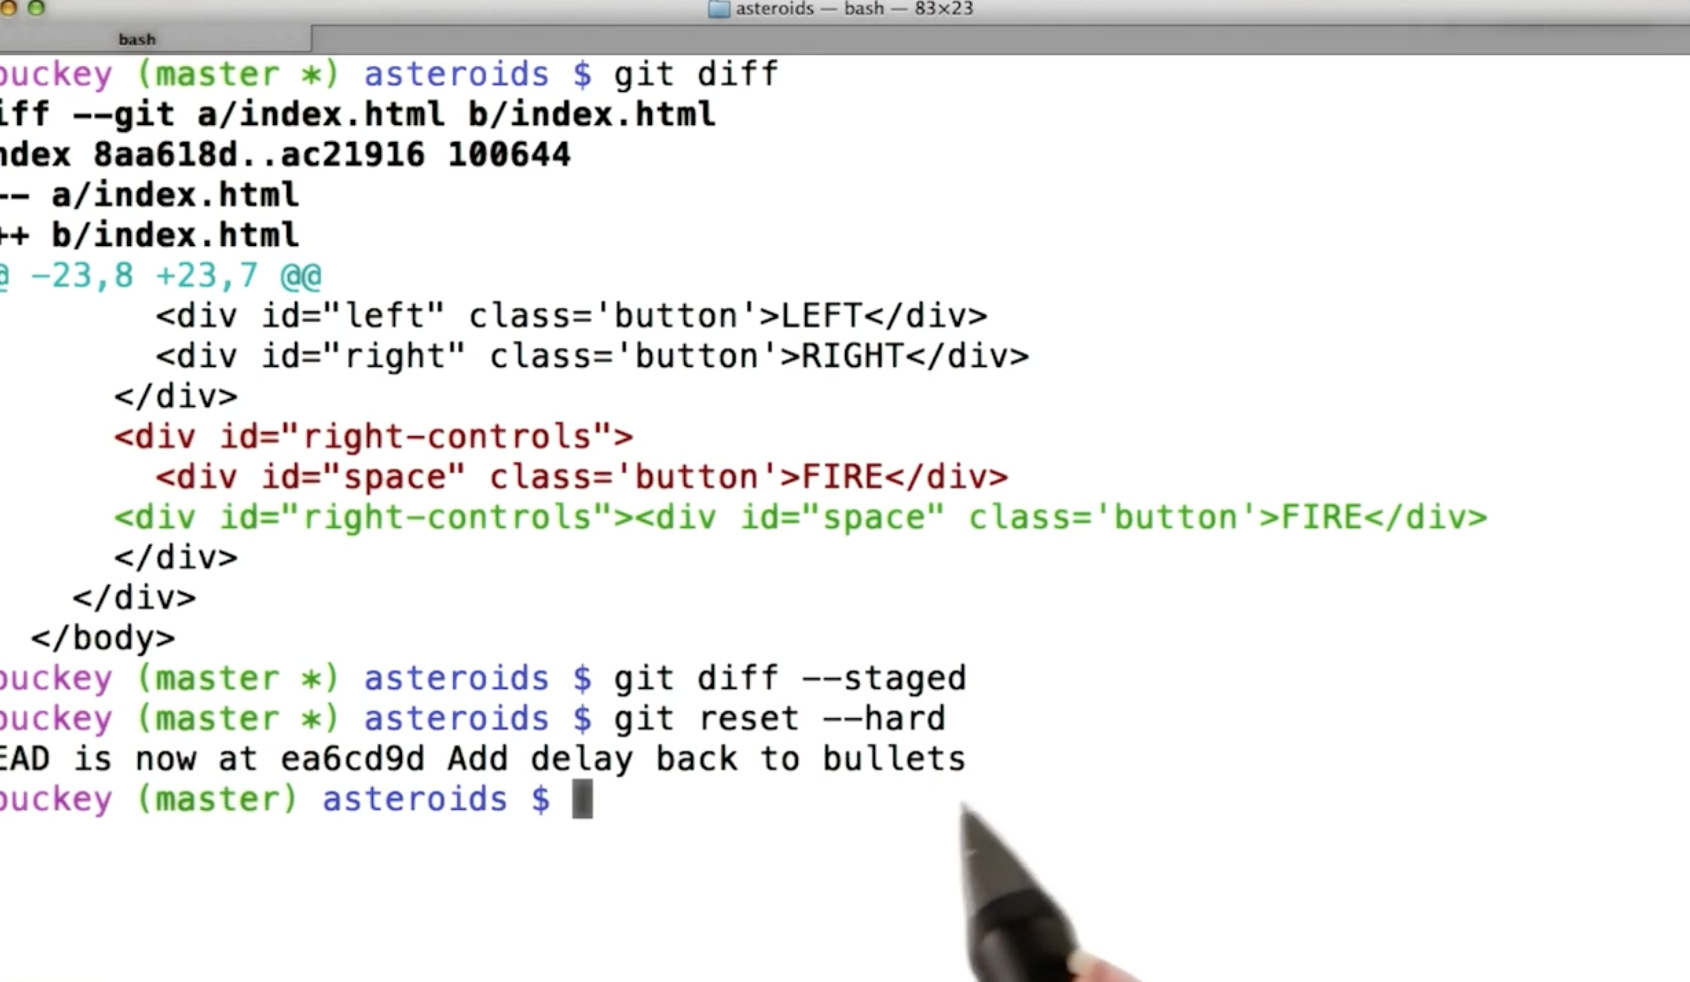 asteroids — bash — 83×23
bash
buckey (master *) asteroids $ git diff
iff --git a/index.html b/index.html
ndex 8aa618d..ac21916 100644
-- a/index.html
++ b/index.html
@ -23,8 +23,7 @@
<div id="left" class='button'>LEFT</div>
<div id="right" class='button'>RIGHT</div>
</div>
<div id="right-controls">
<div id="space" class='button'>FIRE</div>
<div id="right-controls"><div id="space" class='button'>FIRE</div>
</div>
</div>
</body>
buckey (master *) asteroids $ git diff --staged
buckey (master *) asteroids $ git reset --hard
EAD is now at ea6cd9d Add delay back to bullets
buckey (master) asteroids $